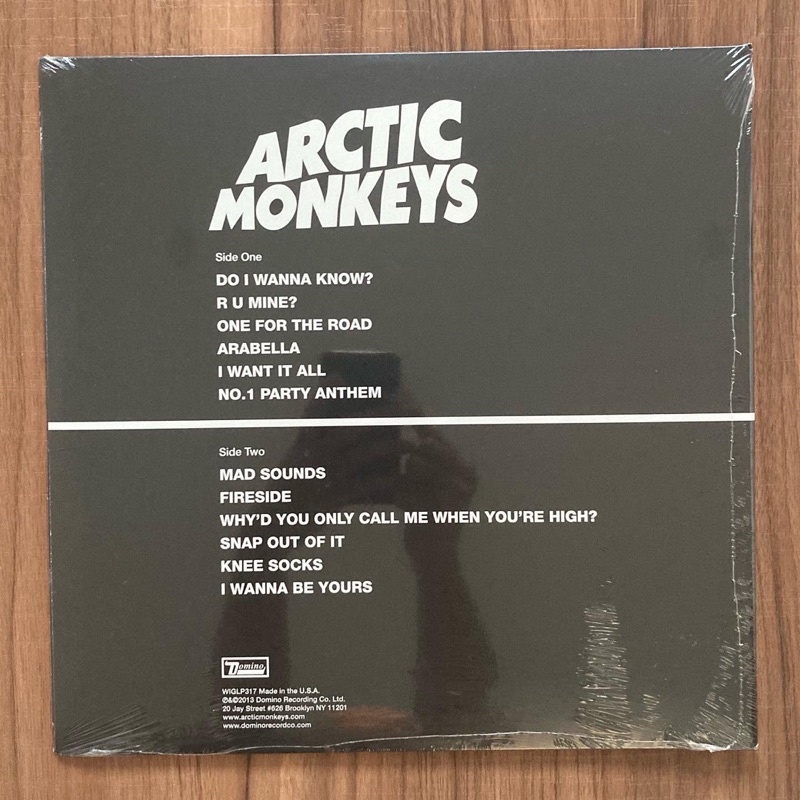 ARCTIC
MONKEYS
Side One
DO I WANNA KNOW?
R U MINE?
ONE FOR THE ROAD
ARABELLA
I WANT IT ALL
NO.1 PARTY ANTHEM
Side Two
MAD SOUNDS
FIRESIDE
WHY'D YOU ONLY CALL ME WHEN YOU'RE HIGH?
SNAP OUT OF IT
KNEE SOCKS
I WANNA BE YOURS
Domino
WIGLP317 Made in the U.S.A.
℗&©2013 Domino Recording Co. Ltd.
20 Jay Street #626 Brooklyn NY 11201
www.arcticmonkeys.com
www.dominorecordco.com